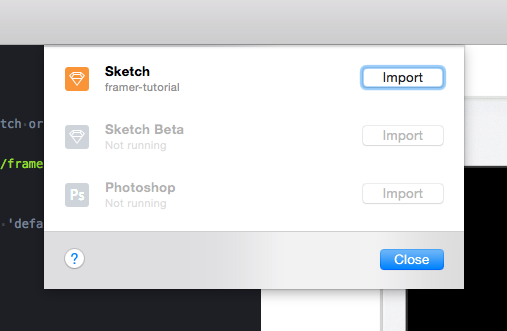 Sketch
framer-tutorial
Import
tch or
Sketch Beta
Not running
Import
/frame
Ps
Photoshop
Not running
Import
'defa
?
Close